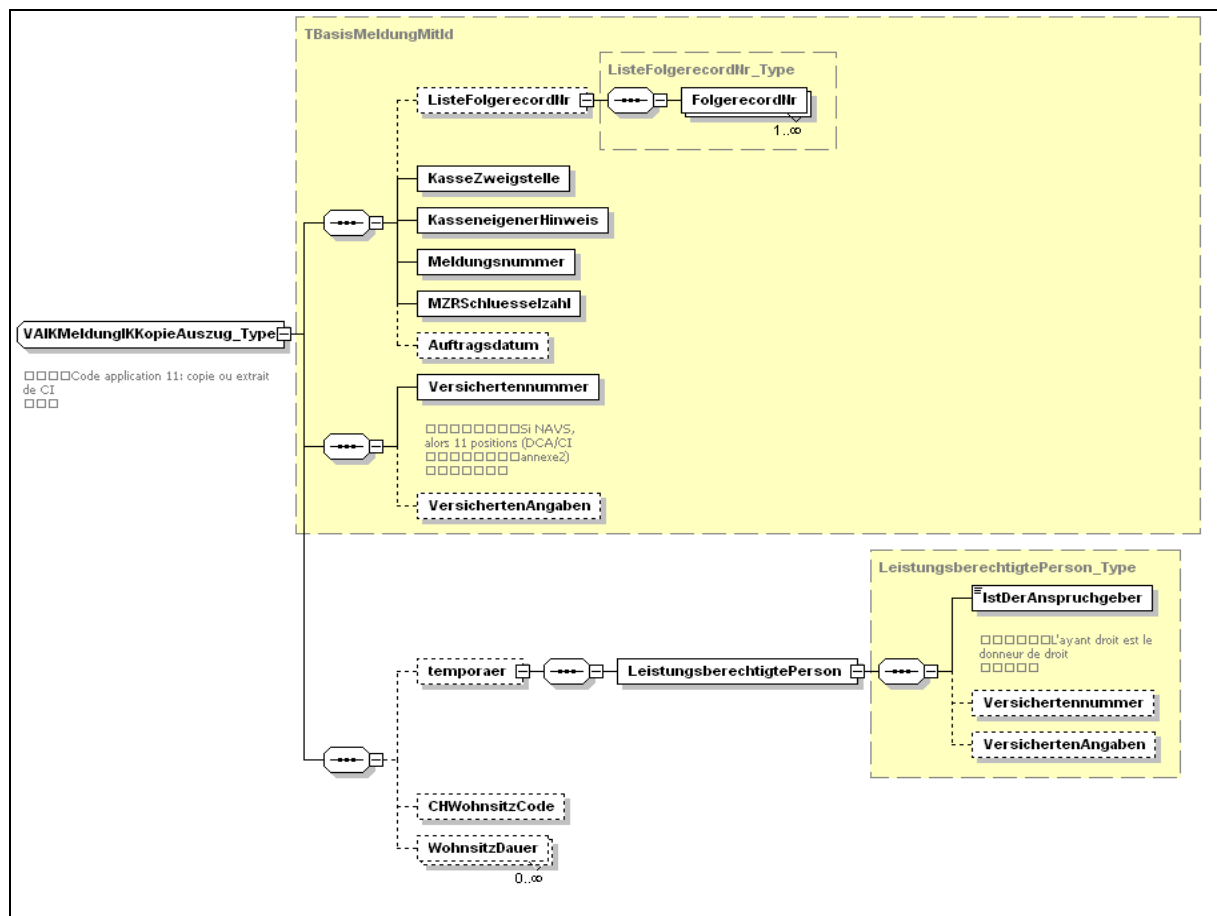 TBasisMeldungMitId
ListeFolgerecordNr_Type
ListeFolgerecordNr
FolgerecordNr
1..∞
KasseZweigstelle
KasseneigenerHinweis
Meldungsnummer
MZRSchluesselzahl
Auftragsdatum
VAIKMeldungIKKopieAuszug_Type
□□□□Code application 11: copie ou extrait
de CI
□□□
Versichertennummer
□□□□□□□□Si NAVS,
alors 11 positions (DCA/CI
□□□□□□□□annexe2)
□□□□□□□
VersichertenAngaben
LeistungsberechtigtePerson_Type
IstDerAnspruchgeber
□□□□□□L'ayant droit est le
donneur de droit
□□□□□
temporaer
LeistungsberechtigtePerson
Versichertennummer
VersichertenAngaben
CHWohnsitzCode
WohnsitzDauer
0..∞